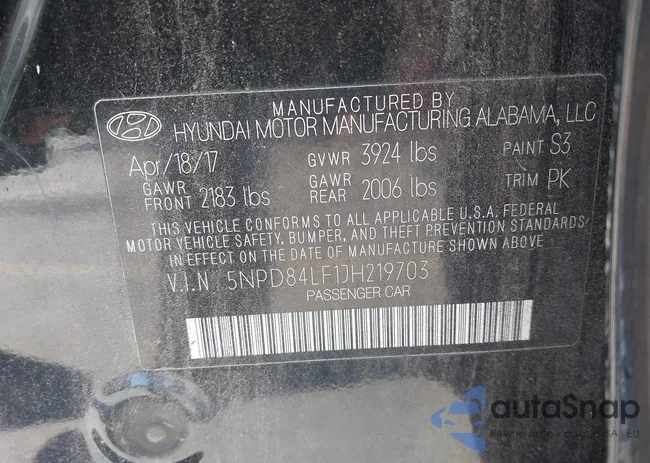 MANUFACTURED BY
HYUNDAI MOTOR MANUFACTURING ALABAMA, LLC
Apr/18/17 GVWR 3924 lbs PAINT S3
GAWR FRONT 2183 lbs GAWR REAR 2006 lbs TRIM PK
THIS VEHICLE CONFORMS TO ALL APPLICABLE U.S.A. FEDERAL
MOTOR VEHICLE SAFETY, BUMPER, AND THEFT PREVENTION STANDARDS
IN EFFECT ON THE DATE OF MANUFACTURE SHOWN ABOVE
V.I.N. 5NPD84LF1JH219703
PASSENGER CAR
autaSnap